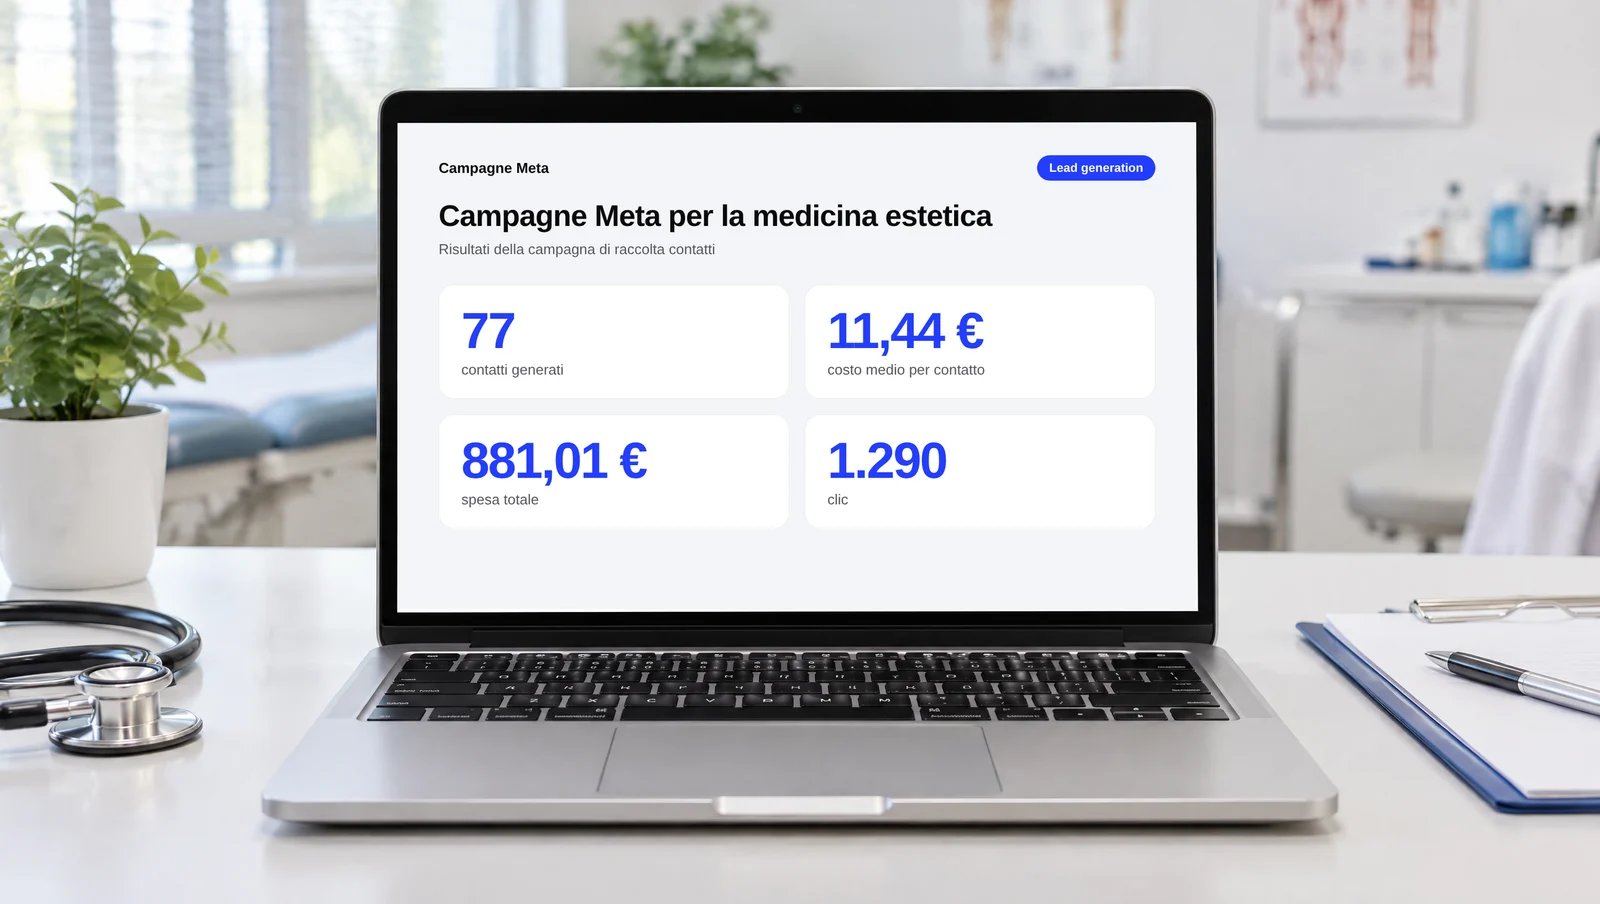 Campagne Meta
Lead generation
Campagne Meta per la medicina estetica
Risultati della campagna di raccolta contatti
77
contatti generati
11,44 €
costo medio per contatto
881,01 €
spesa totale
1.290
clic